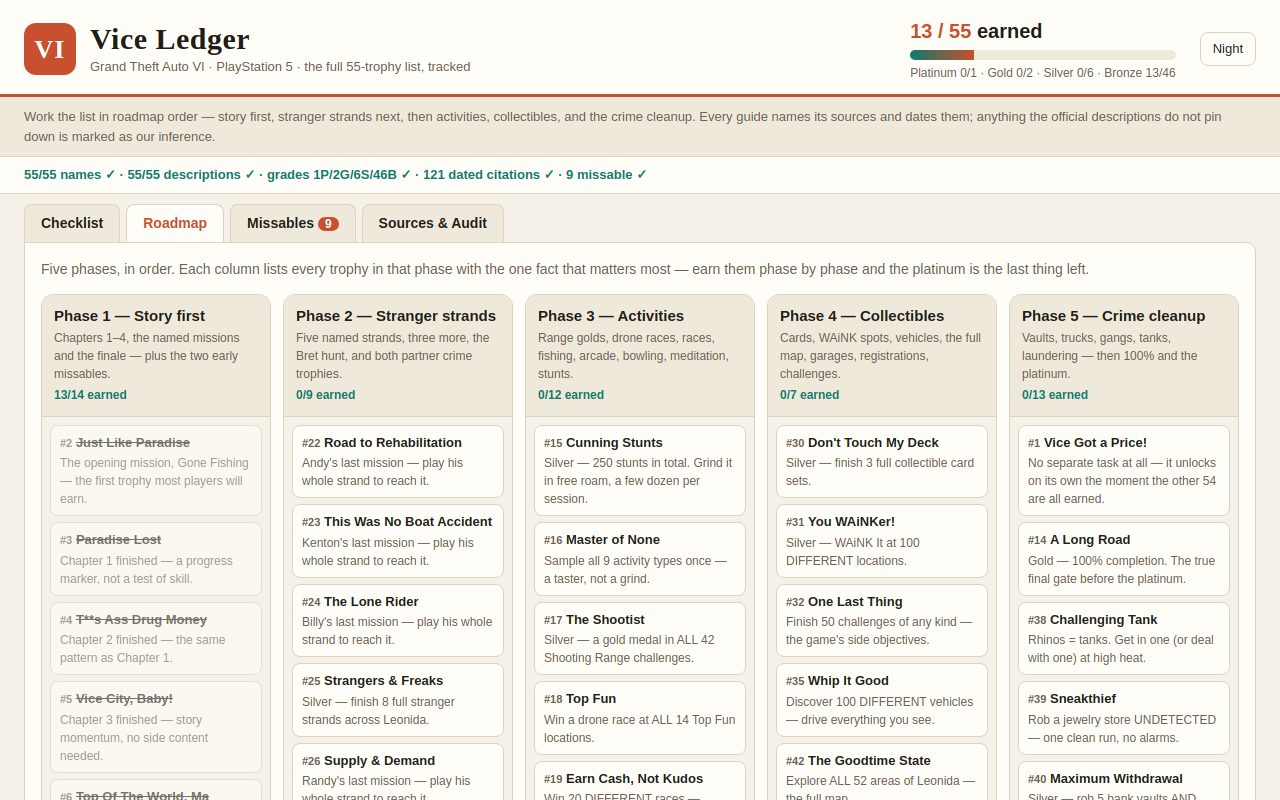 VI
Vice Ledger
Grand Theft Auto VI · PlayStation 5 · the full 55-trophy list, tracked
13 / 55 earned
Platinum 0/1 · Gold 0/2 · Silver 0/6 · Bronze 13/46
Night
Work the list in roadmap order — story first, stranger strands next, then activities, collectibles, and the crime cleanup. Every guide names its sources and dates them; anything the official descriptions do not pin
down is marked as our inference.
55/55 names ✓ · 55/55 descriptions ✓ · grades 1P/2G/6S/46B ✓ · 121 dated citations ✓ · 9 missable ✓
Checklist
Roadmap
Missables 9
Sources & Audit
Five phases, in order. Each column lists every trophy in that phase with the one fact that matters most — earn them phase by phase and the platinum is the last thing left.
Phase 1 — Story first
Chapters 1–4, the named missions
and the finale — plus the two early
missables.
13/14 earned
#2 Just Like Paradise
The opening mission, Gone Fishing
— the first trophy most players will
earn.
#3 Paradise Lost
Chapter 1 finished — a progress
marker, not a test of skill.
#4 T**s Ass Drug Money
Chapter 2 finished — the same
pattern as Chapter 1.
#5 Vice City, Baby!
Chapter 3 finished — story
momentum, no side content
needed.
#6 Top Of The World, Ma
Phase 2 — Stranger strands
Five named strands, three more, the
Bret hunt, and both partner crime
trophies.
0/9 earned
#22 Road to Rehabilitation
Andy's last mission — play his
whole strand to reach it.
#23 This Was No Boat Accident
Kenton's last mission — play his
whole strand to reach it.
#24 The Lone Rider
Billy's last mission — play his whole
strand to reach it.
#25 Strangers & Freaks
Silver — finish 8 full stranger
strands across Leonida.
#26 Supply & Demand
Randy's last mission — play his
whole strand to reach it.
Phase 3 — Activities
Range golds, drone races, races,
fishing, arcade, bowling, meditation,
stunts.
0/12 earned
#15 Cunning Stunts
Silver — 250 stunts in total. Grind it
in free roam, a few dozen per
session.
#16 Master of None
Sample all 9 activity types once —
a taster, not a grind.
#17 The Shootist
Silver — a gold medal in ALL 42
Shooting Range challenges.
#18 Top Fun
Win a drone race at ALL 14 Top Fun
locations.
#19 Earn Cash, Not Kudos
Win 20 DIFFERENT races —
Phase 4 — Collectibles
Cards, WAiNK spots, vehicles, the full
map, garages, registrations,
challenges.
0/7 earned
#30 Don't Touch My Deck
Silver — finish 3 full collectible card
sets.
#31 You WAiNKer!
Silver — WAiNK It at 100
DIFFERENT locations.
#32 One Last Thing
Finish 50 challenges of any kind —
the game's side objectives.
#35 Whip It Good
Discover 100 DIFFERENT vehicles
— drive everything you see.
#42 The Goodtime State
Explore ALL 52 areas of Leonida —
the full map.
Phase 5 — Crime cleanup
Vaults, trucks, gangs, tanks,
laundering — then 100% and the
platinum.
0/13 earned
#1 Vice Got a Price!
No separate task at all — it unlocks
on its own the moment the other 54
are all earned.
#14 A Long Road
Gold — 100% completion. The true
final gate before the platinum.
#38 Challenging Tank
Rhinos = tanks. Get in one (or deal
with one) at high heat.
#39 Sneakthief
Rob a jewelry store UNDETECTED
— one clean run, no alarms.
#40 Maximum Withdrawal
Silver — rob 5 bank vaults AND